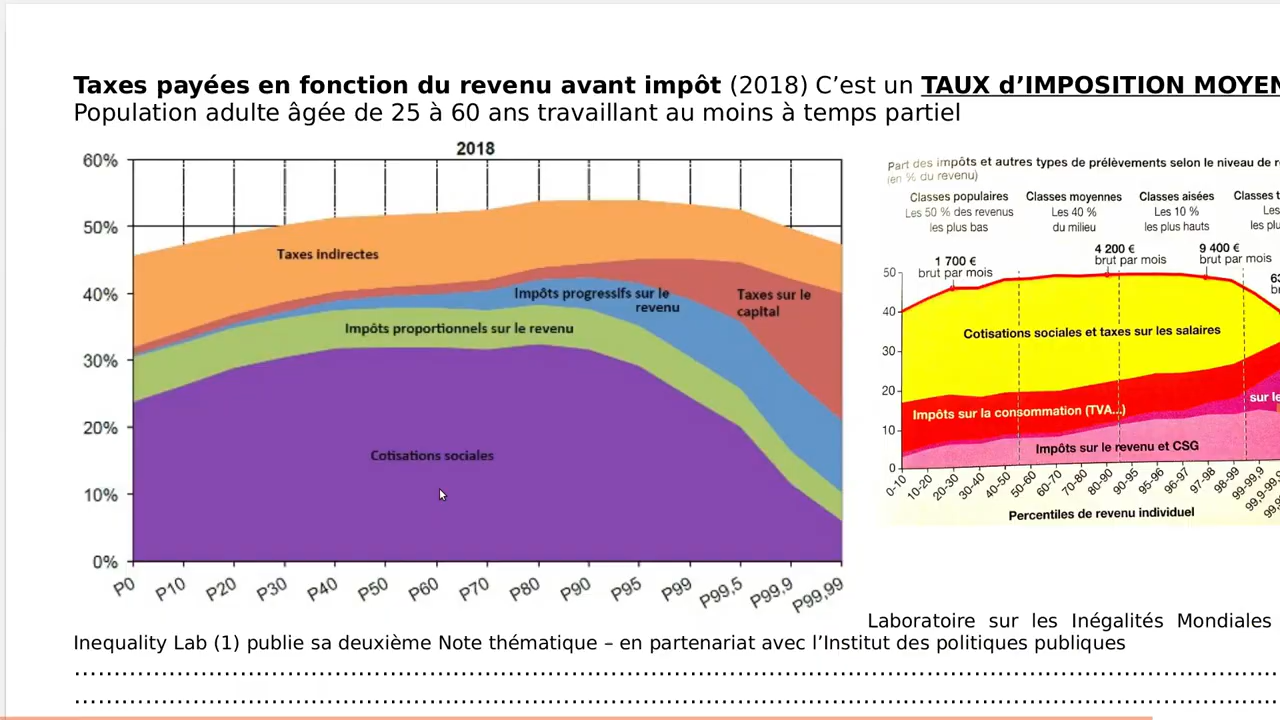 Taxes payées en fonction du revenu avant impôt (2018) C’est un TAUX d’IMPOSITION MOYEN
Population adulte âgée de 25 à 60 ans travaillant au moins à temps partiel
2018
60%
50%
40%
30%
20%
10%
0%
Taxes indirectes
Impôts progressifs sur le
revenu
Taxes sur le
capital
Impôts proportionnels sur le revenu
Cotisations sociales
P0 P10 P20 P30 P40 P50 P60 P70 P80 P90 P95 P99 P99,5 P99,9 P99,99
Part des impôts et autres types de prélèvements selon le niveau de
(en % du revenu)
Classes populaires
Les 50 % des revenus
les plus bas
Classes moyennes
Les 40 %
du milieu
Classes aisées
Les 10 %
les plus hauts
Classes
Les
les
1 700 €
brut par mois
4 200 €
brut par mois
9 400 €
brut par mois
50
40
30
20
10
0
Cotisations sociales et taxes sur les salaires
Impôts sur la consommation (TVA...)
sur le
Impôts sur le revenu et CSG
0-10 10-20 20-30 30-40 40-50 50-60 60-70 70-80 80-90 90-95 95-96 96-97 97-98 98-99 99-99,9
Percentiles de revenu individuel
Laboratoire sur les Inégalités Mondiales
Inequality Lab (1) publie sa deuxième Note thématique – en partenariat avec l’Institut des politiques publiques